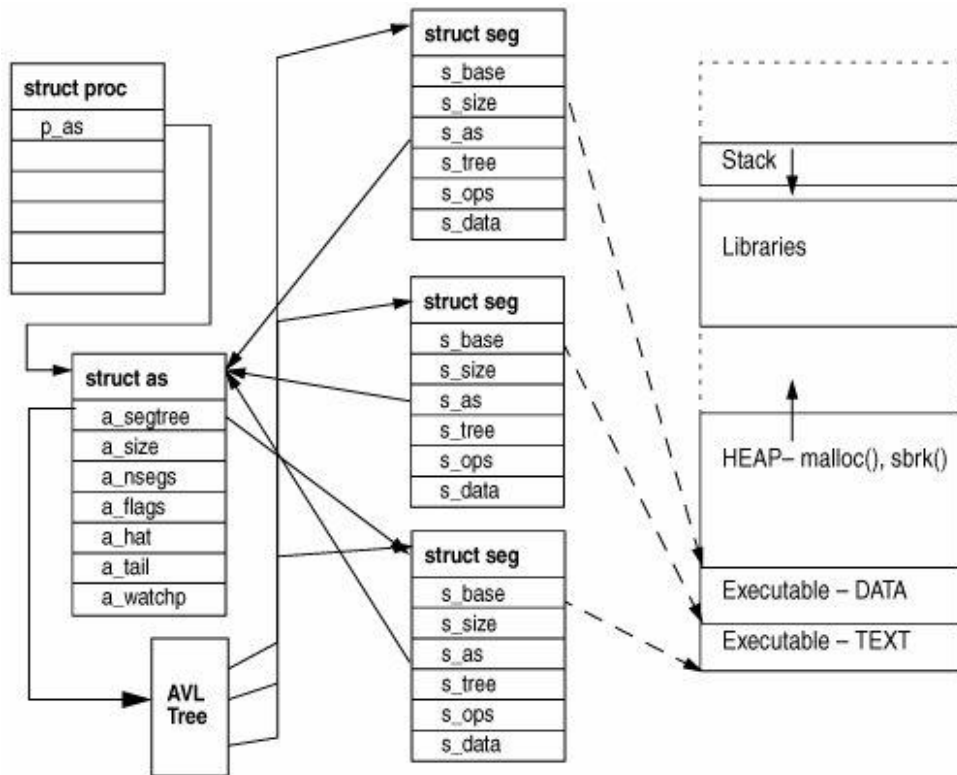 struct proc
p_as
struct as
a_segtree
a_size
a_nsegs
a_flags
a_hat
a_tail
a_watchp
AVL
Tree
struct seg
s_base
s_size
s_as
s_tree
s_ops
s_data
struct seg
s_base
s_size
s_as
s_tree
s_ops
s_data
struct seg
s_base
s_size
s_as
s_tree
s_ops
s_data
Stack
Libraries
HEAP– malloc(), sbrk()
Executable – DATA
Executable – TEXT